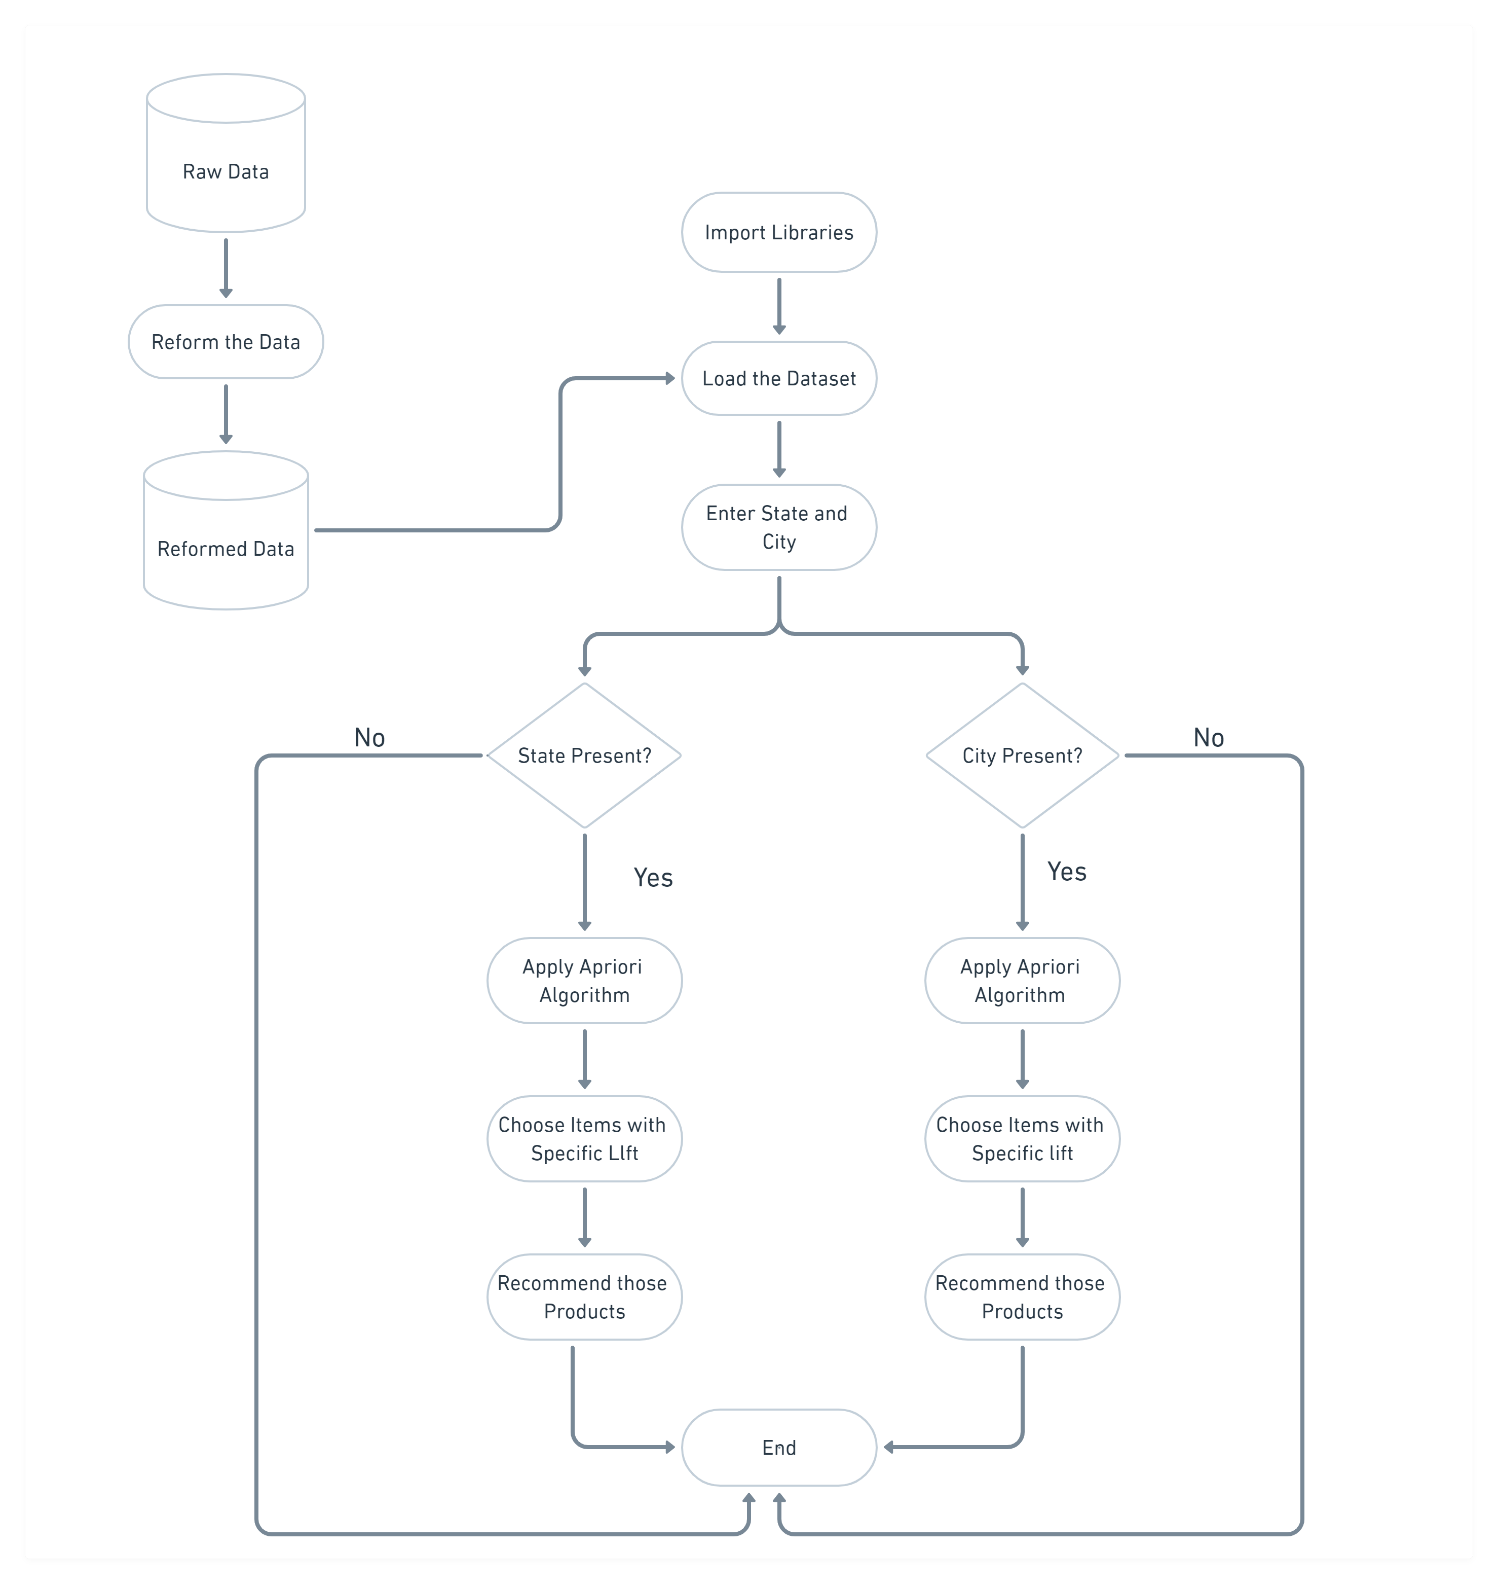 Raw Data
Reform the Data
Reformed Data
Import Libraries
Load the Dataset
Enter State and
City
State Present?
No
Yes
Apply Apriori
Algorithm
Choose Items with
Specific LIft
Recommend those
Products
City Present?
No
Yes
Apply Apriori
Algorithm
Choose Items with
Specific lift
Recommend those
Products
End